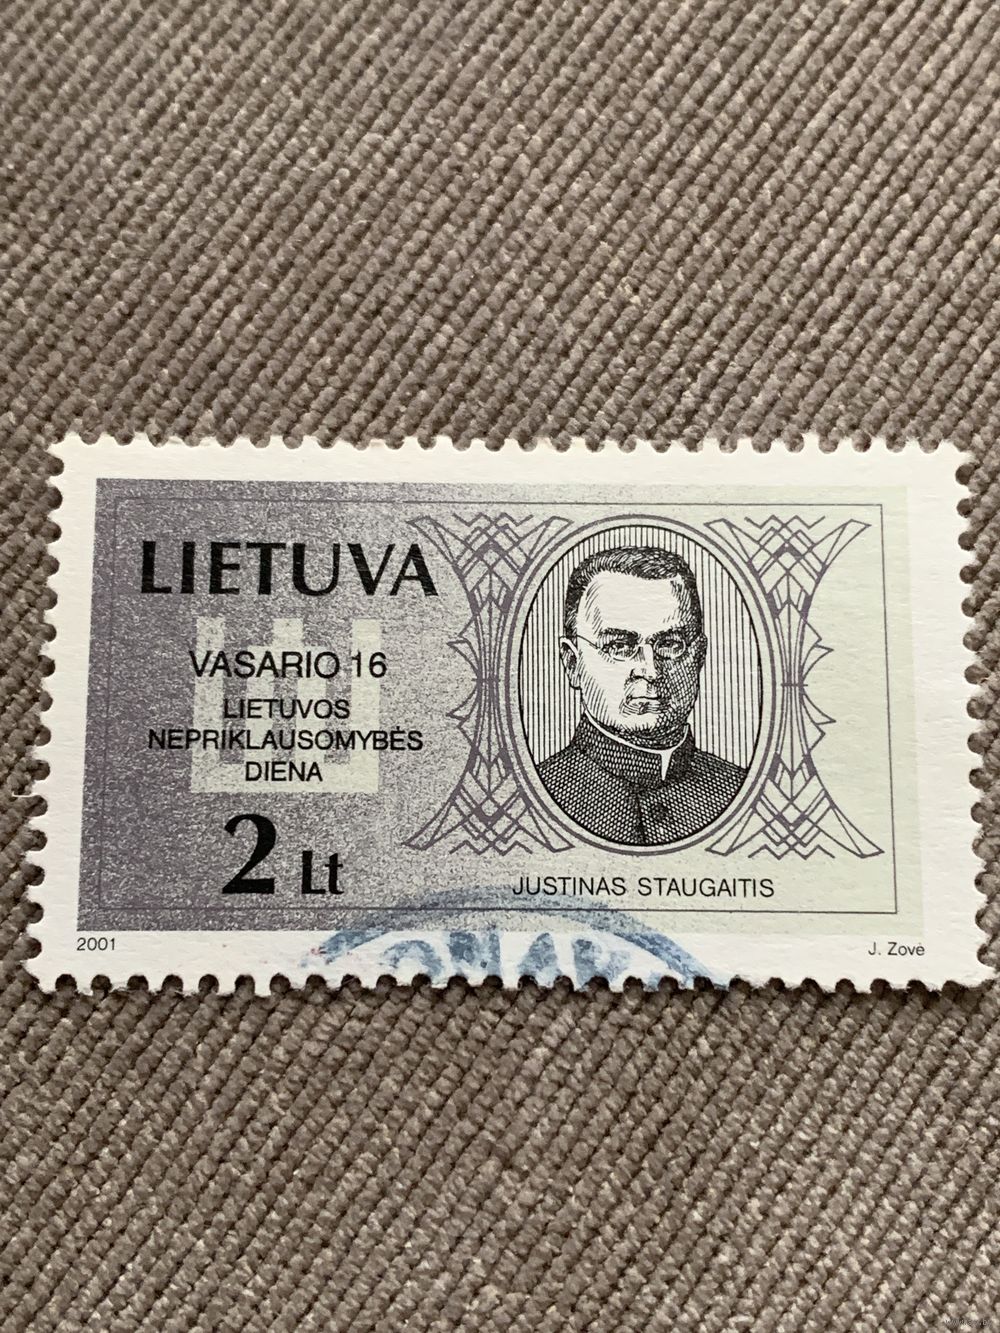 LIETUVA
VASARIO 16
LIETUVOS
NEPRIKLAUSOMYBĖS
DIENA
2 Lt
JUSTINAS STAUGAITIS
2001
J. Zovė